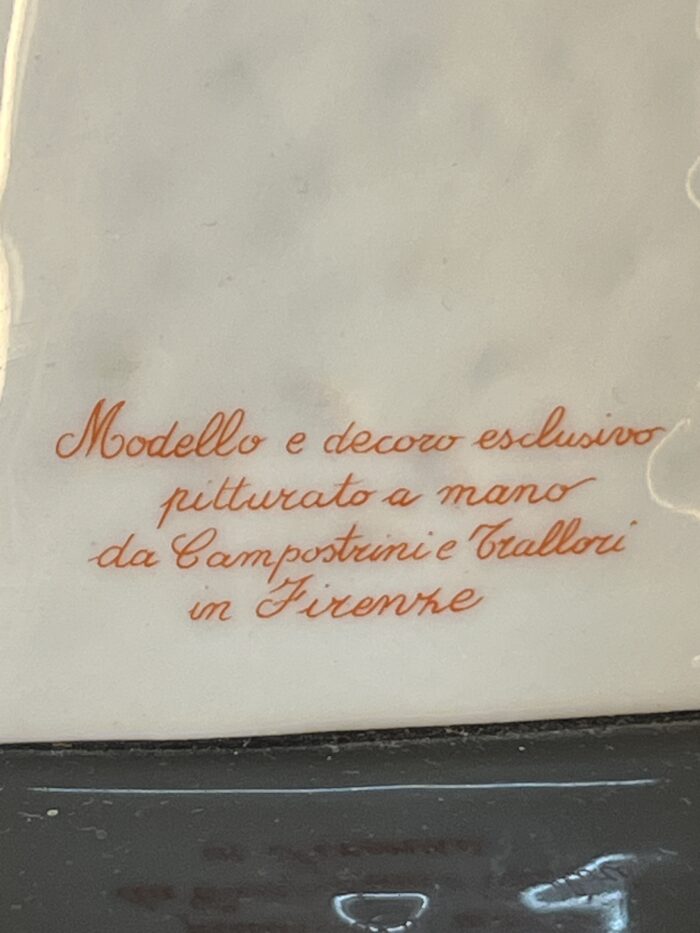 Modello e decoro esclusivo
pitturato a mano
da Campostrini e Trallori
in Firenze